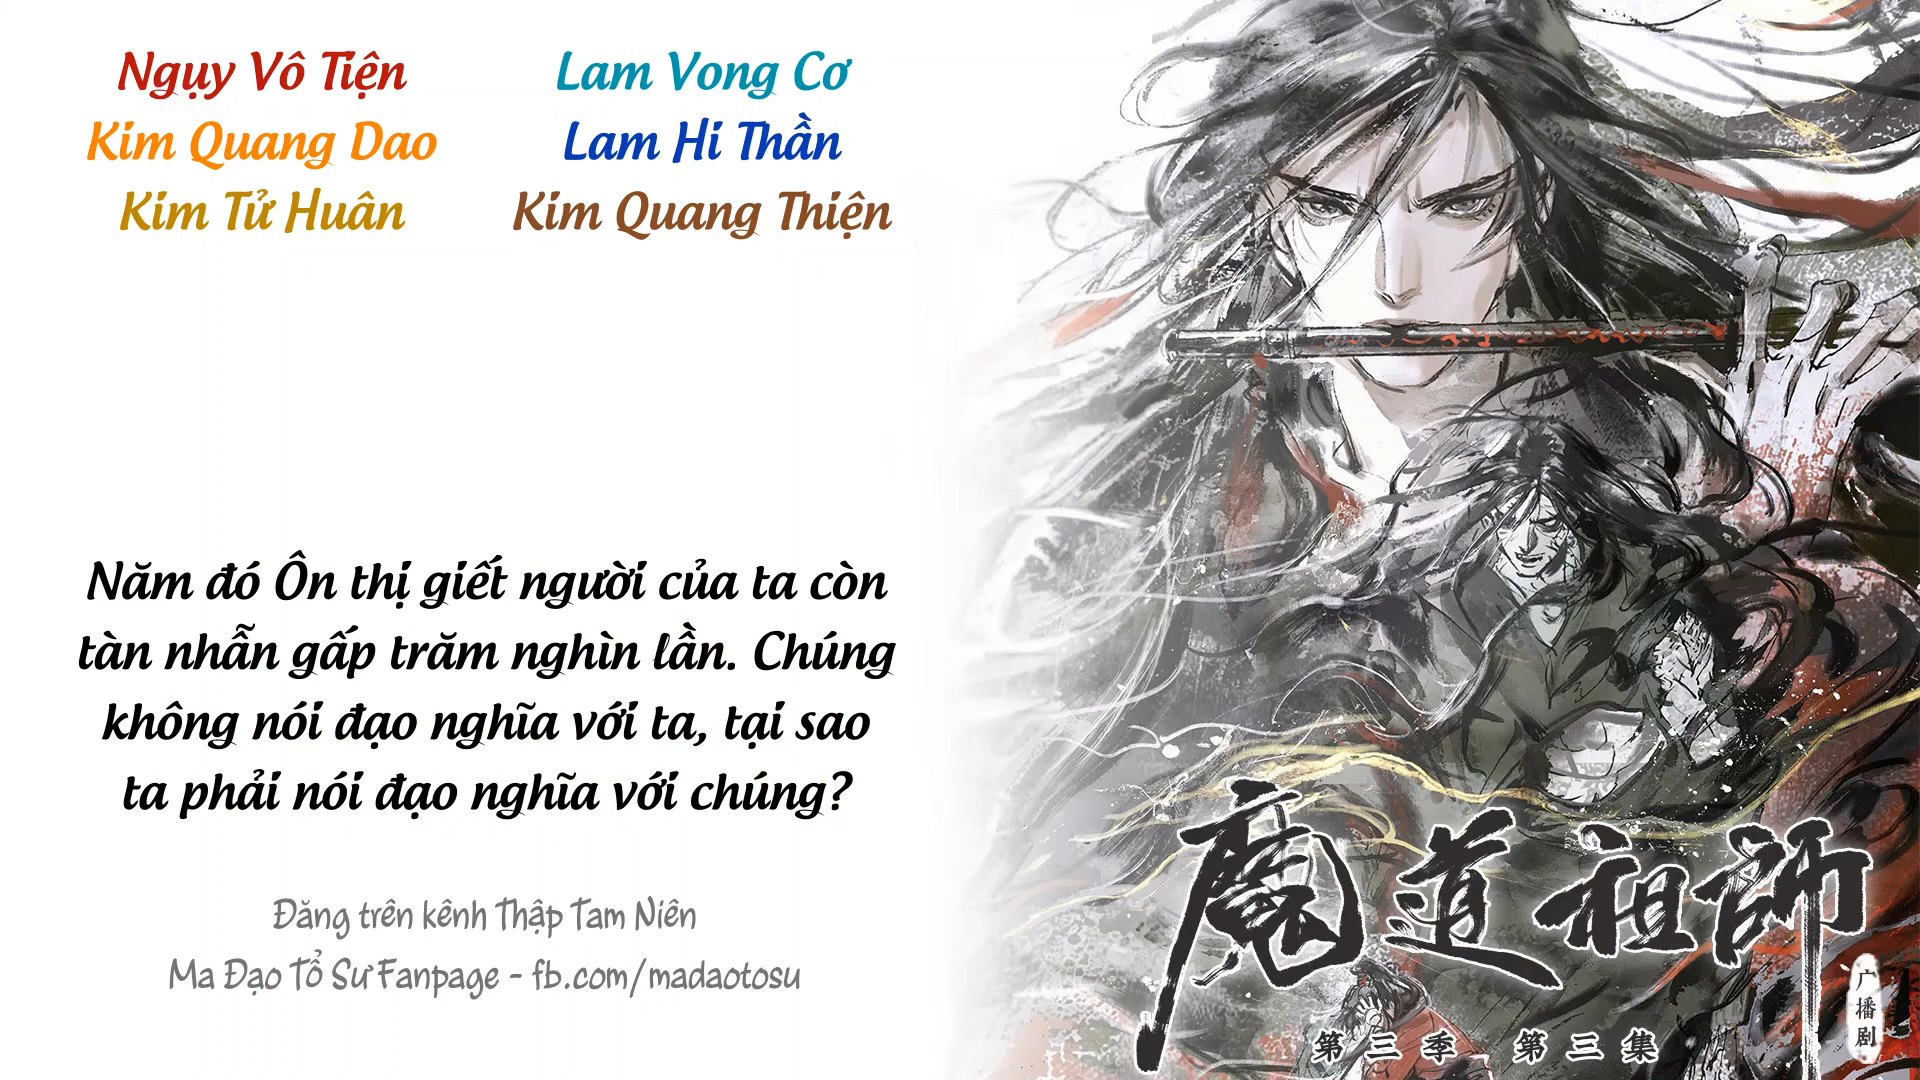 Ngụy Vô Tiện
Lam Vong Cơ
Kim Quang Dao
Lam Hi Thần
Kim Tử Huân
Kim Quang Thiện
Năm đó Ôn thị giết người của ta còn
tàn nhẫn gấp trăm nghìn lần. Chúng
không nói đạo nghĩa với ta, tại sao
ta phải nói đạo nghĩa với chúng?
Đăng trên kênh Thập Tam Niên
Ma Đạo Tổ Sư Fanpage - fb.com/madaotosu
魔道祖師
广播剧
第三季 第三集